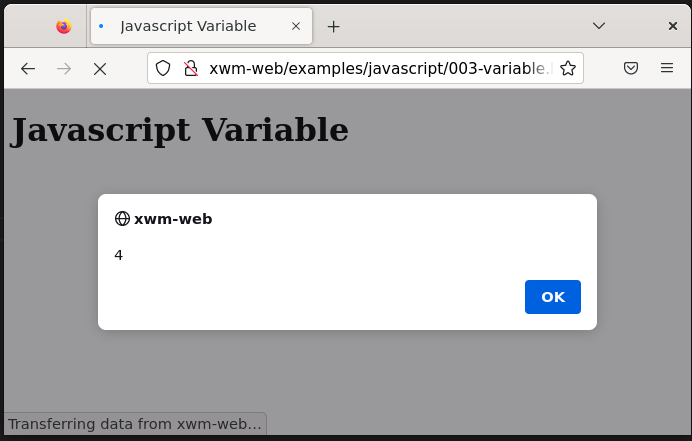 Javascript Variable
xwm-web/examples/javascript/003-variable.
Javascript Variable
xwm-web
4
OK
Transferring data from xwm-web…